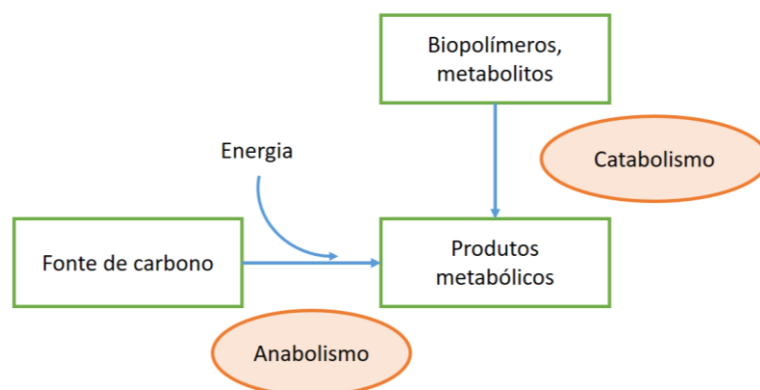 Biopolímeros,
metabolitos
Energia
Catabolismo
Fonte de carbono
Produtos
metabólicos
Anabolismo